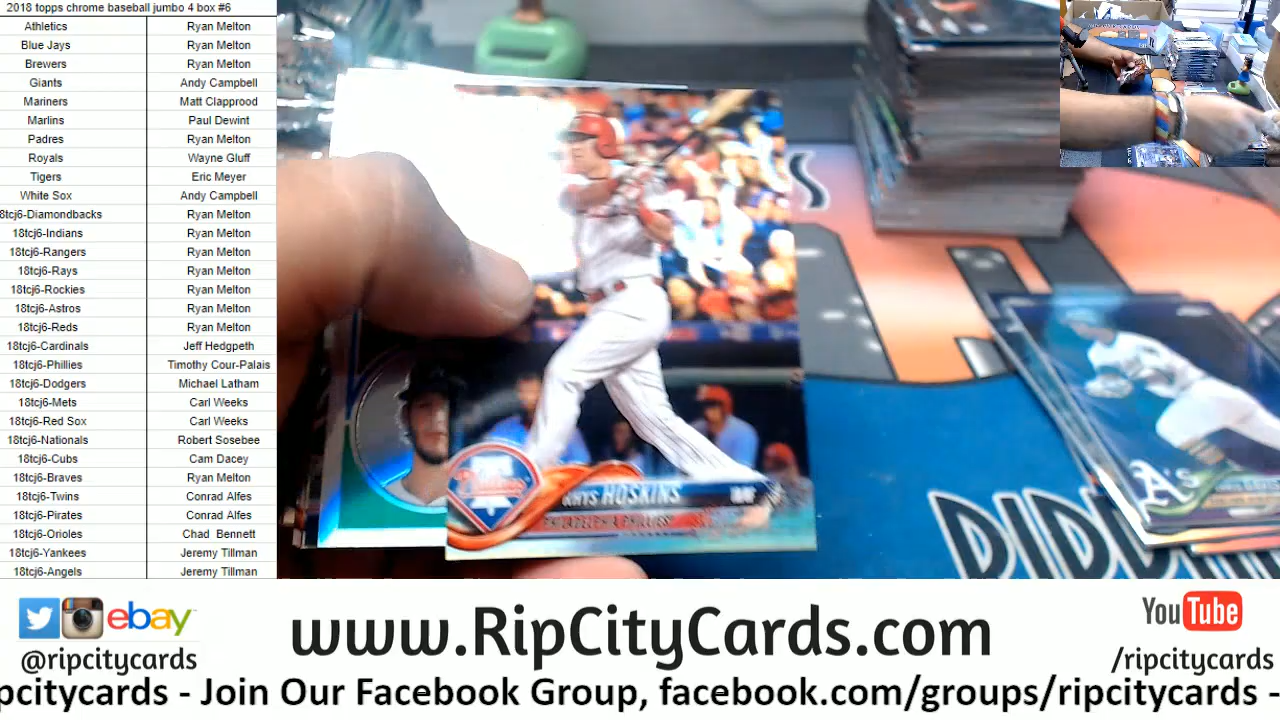 2018 topps chrome baseball jumbo 4 box #6
Athletics Ryan Melton
Blue Jays Ryan Melton
Brewers Ryan Melton
Giants Andy Campbell
Mariners Matt Clapprood
Marlins Paul Dewint
Padres Ryan Melton
Royals Wayne Gluff
Tigers Eric Meyer
White Sox Andy Campbell
8tcj6-Diamondbacks Ryan Melton
18tcj6-Indians Ryan Melton
18tcj6-Rangers Ryan Melton
18tcj6-Rays Ryan Melton
18tcj6-Rockies Ryan Melton
18tcj6-Astros Ryan Melton
18tcj6-Reds Ryan Melton
18tcj6-Cardinals Jeff Hedgpeth
18tcj6-Phillies Timothy Cour-Palais
18tcj6-Dodgers Michael Latham
18tcj6-Mets Carl Weeks
18tcj6-Red Sox Carl Weeks
18tcj6-Nationals Robert Sosebee
18tcj6-Cubs Cam Dacey
18tcj6-Braves Ryan Melton
18tcj6-Twins Conrad Alfes
18tcj6-Pirates Conrad Alfes
18tcj6-Orioles Chad Bennett
18tcj6-Yankees Jeremy Tillman
18tcj6-Angels Jeremy Tillman
S
RHYS HOSKINS
PHILADELPHIA PHILLIES
A's
ebay
@ripcitycards
www.RipCityCards.com
YouTube
/ripcitycards
pcitycards - Join Our Facebook Group, facebook.com/groups/ripcitycards -